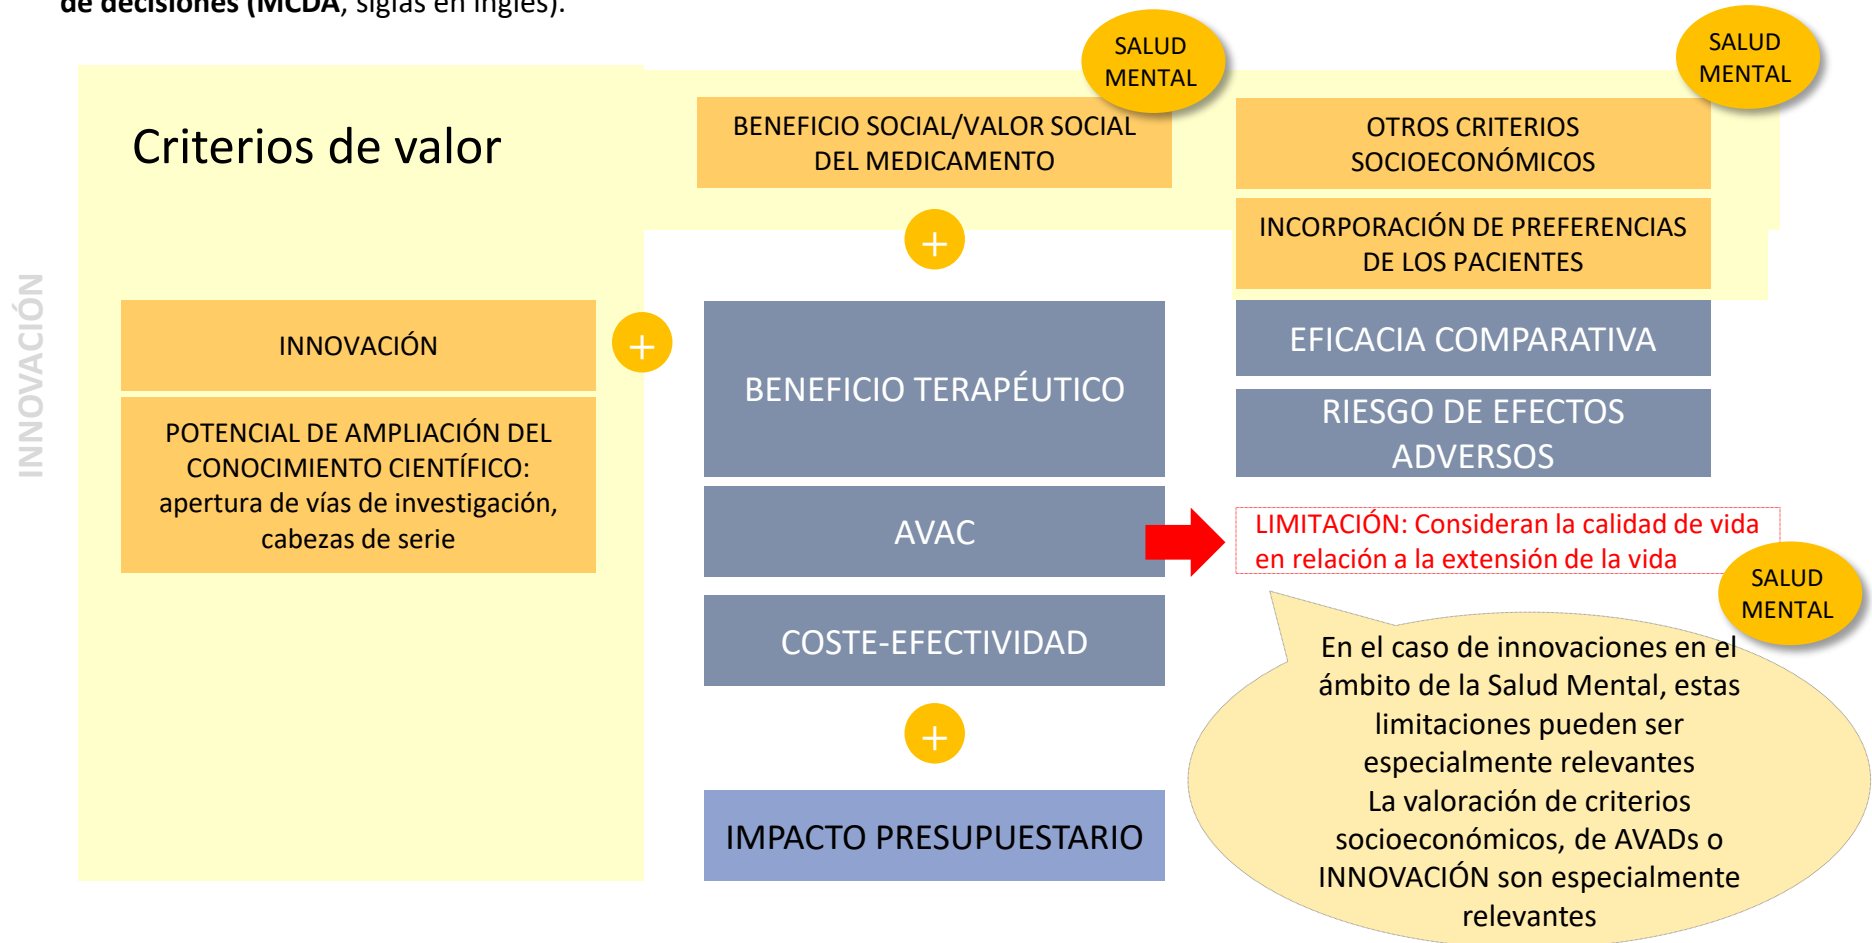 de decisiones (MCDA, siglas en inglés).
SALUD
MENTAL
SALUD
MENTAL
Criterios de valor
BENEFICIO SOCIAL/VALOR SOCIAL
DEL MEDICAMENTO
OTROS CRITERIOS
SOCIOECONÓMICOS
+
INCORPORACIÓN DE PREFERENCIAS
DE LOS PACIENTES
INNOVACIÓN
INNOVACIÓN
+
BENEFICIO TERAPÉUTICO
EFICACIA COMPARATIVA
RIESGO DE EFECTOS
ADVERSOS
POTENCIAL DE AMPLIACIÓN DEL
CONOCIMIENTO CIENTÍFICO:
apertura de vías de investigación,
cabezas de serie
AVAC
LIMITACIÓN: Consideran la calidad de vida
en relación a la extensión de la vida
SALUD
MENTAL
COSTE-EFECTIVIDAD
+
IMPACTO PRESUPUESTARIO
En el caso de innovaciones en el
ámbito de la Salud Mental, estas
limitaciones pueden ser
especialmente relevantes
La valoración de criterios
socioeconómicos, de AVADs o
INNOVACIÓN son especialmente
relevantes